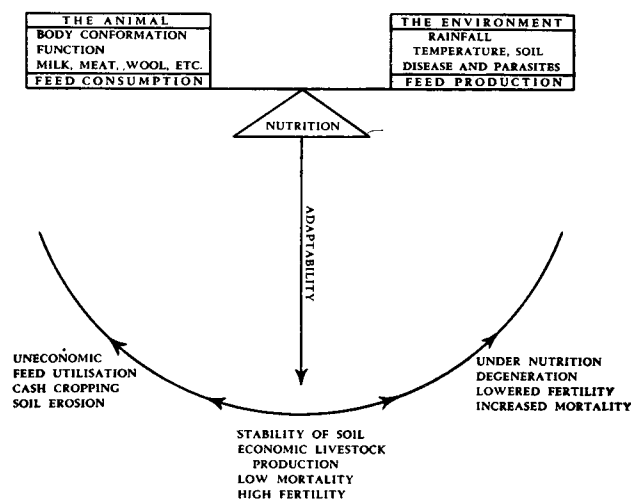 THE ANIMAL
BODY CONFORMATION
FUNCTION
MILK, MEAT, WOOL, ETC.
FEED CONSUMPTION
THE ENVIRONMENT
RAINFALL
TEMPERATURE, SOIL
DISEASE AND PARASITES
FEED PRODUCTION
NUTRITION
ADAPTABILITY
UNECONOMIC
FEED UTILISATION
CASH CROPPING
SOIL EROSION
STABILITY OF SOIL
ECONOMIC LIVESTOCK
PRODUCTION
LOW MORTALITY
HIGH FERTILITY
UNDER NUTRITION
DEGENERATION
LOWERED FERTILITY
INCREASED MORTALITY